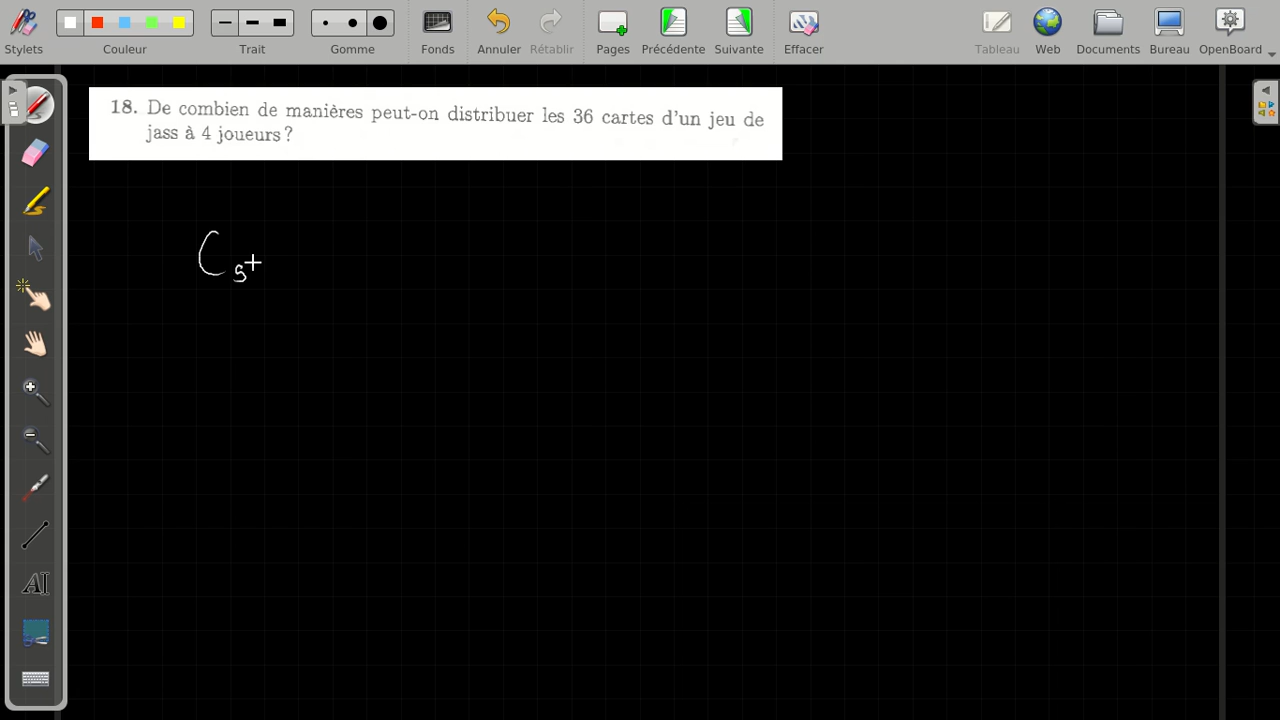 Stylets Couleur Trait Gomme Fonds Annuler Rétablir Pages Précédente Suivante Effacer Tableau Web Documents Bureau OpenBoard
18. De combien de manières peut-on distribuer les 36 cartes d'un jeu de
jass à 4 joueurs ?
C
AI